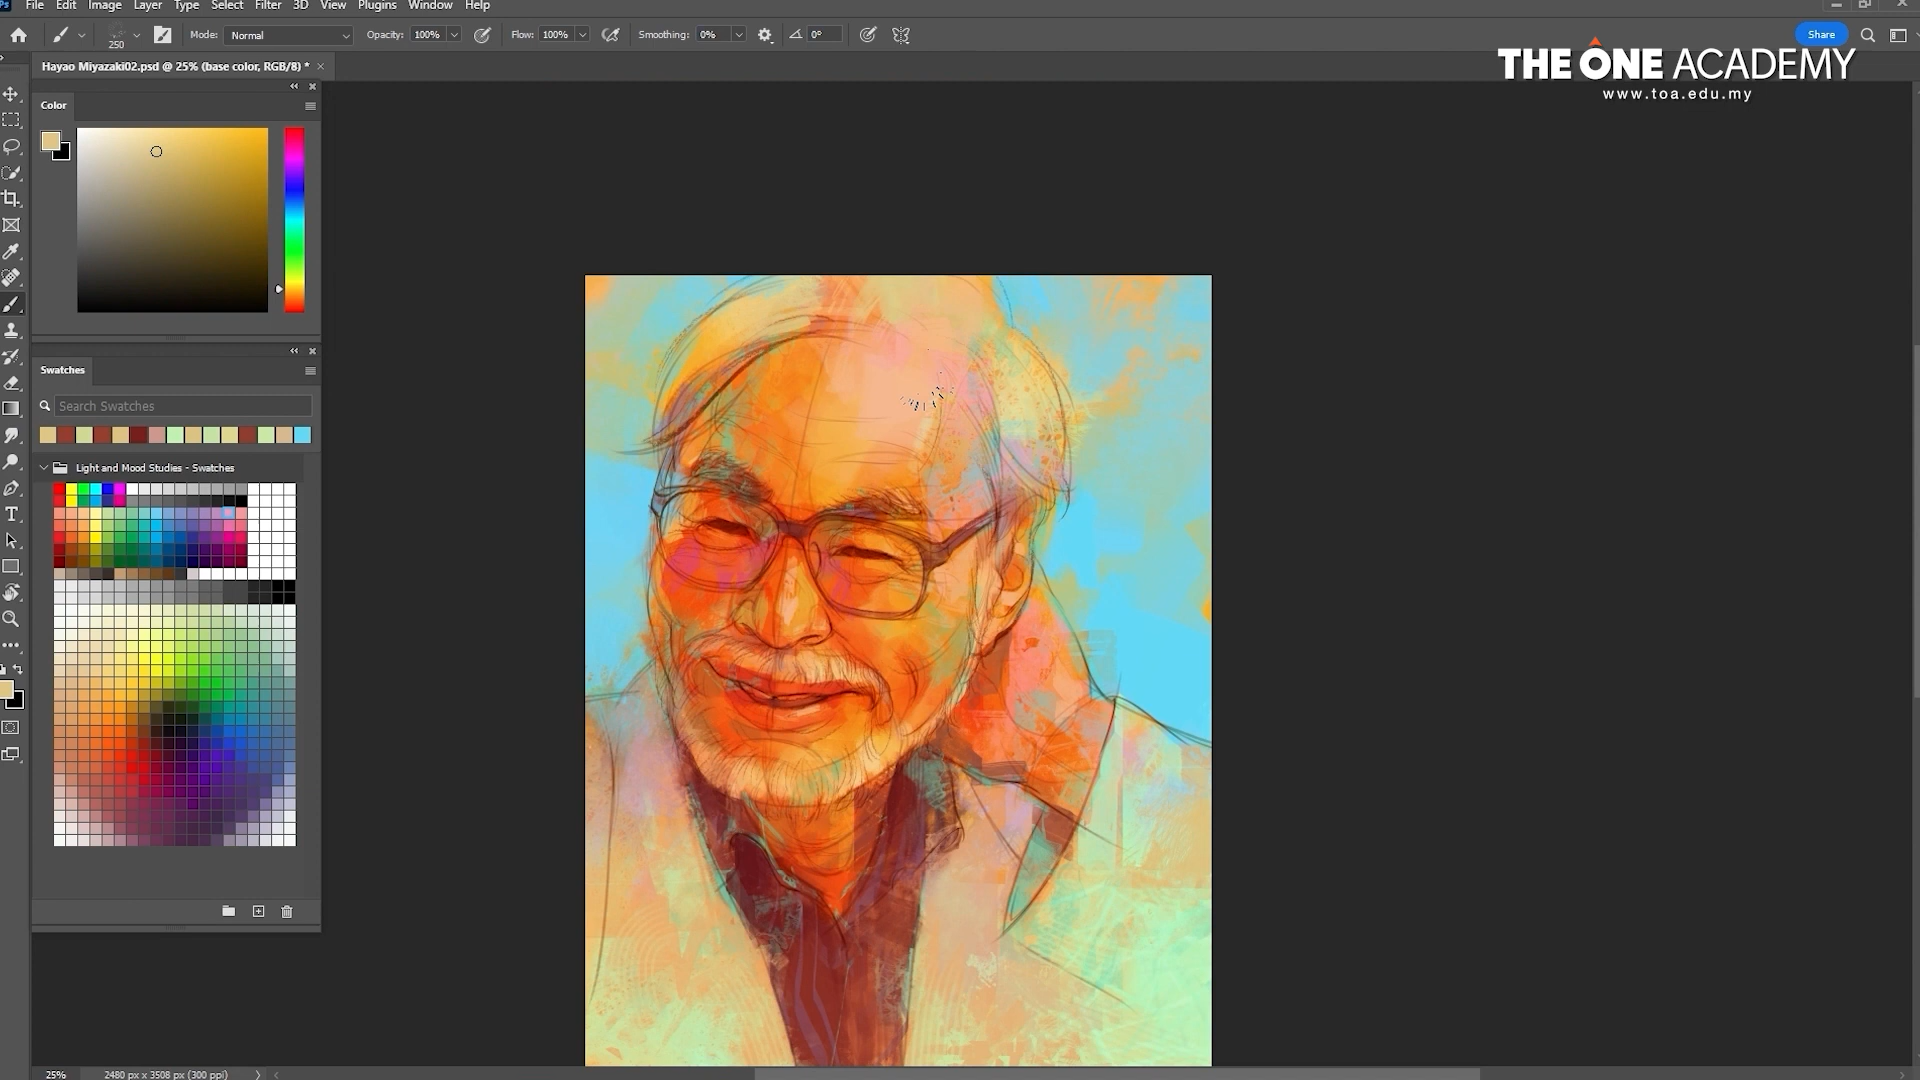 File Edit Image Layer Type Select Filter 3D View Plugins Window Help
250 Mode: Normal Opacity: 100% Flow: 100% Smoothing: 0% 0° Share
Hayao Miyazaki02.psd @ 25% (base color, RGB/8) *
THE ONE ACADEMY
www.toa.edu.my
Color
Swatches
Search Swatches
Light and Mood Studies - Swatches
25% 2480 px x 3508 px (300 ppi)